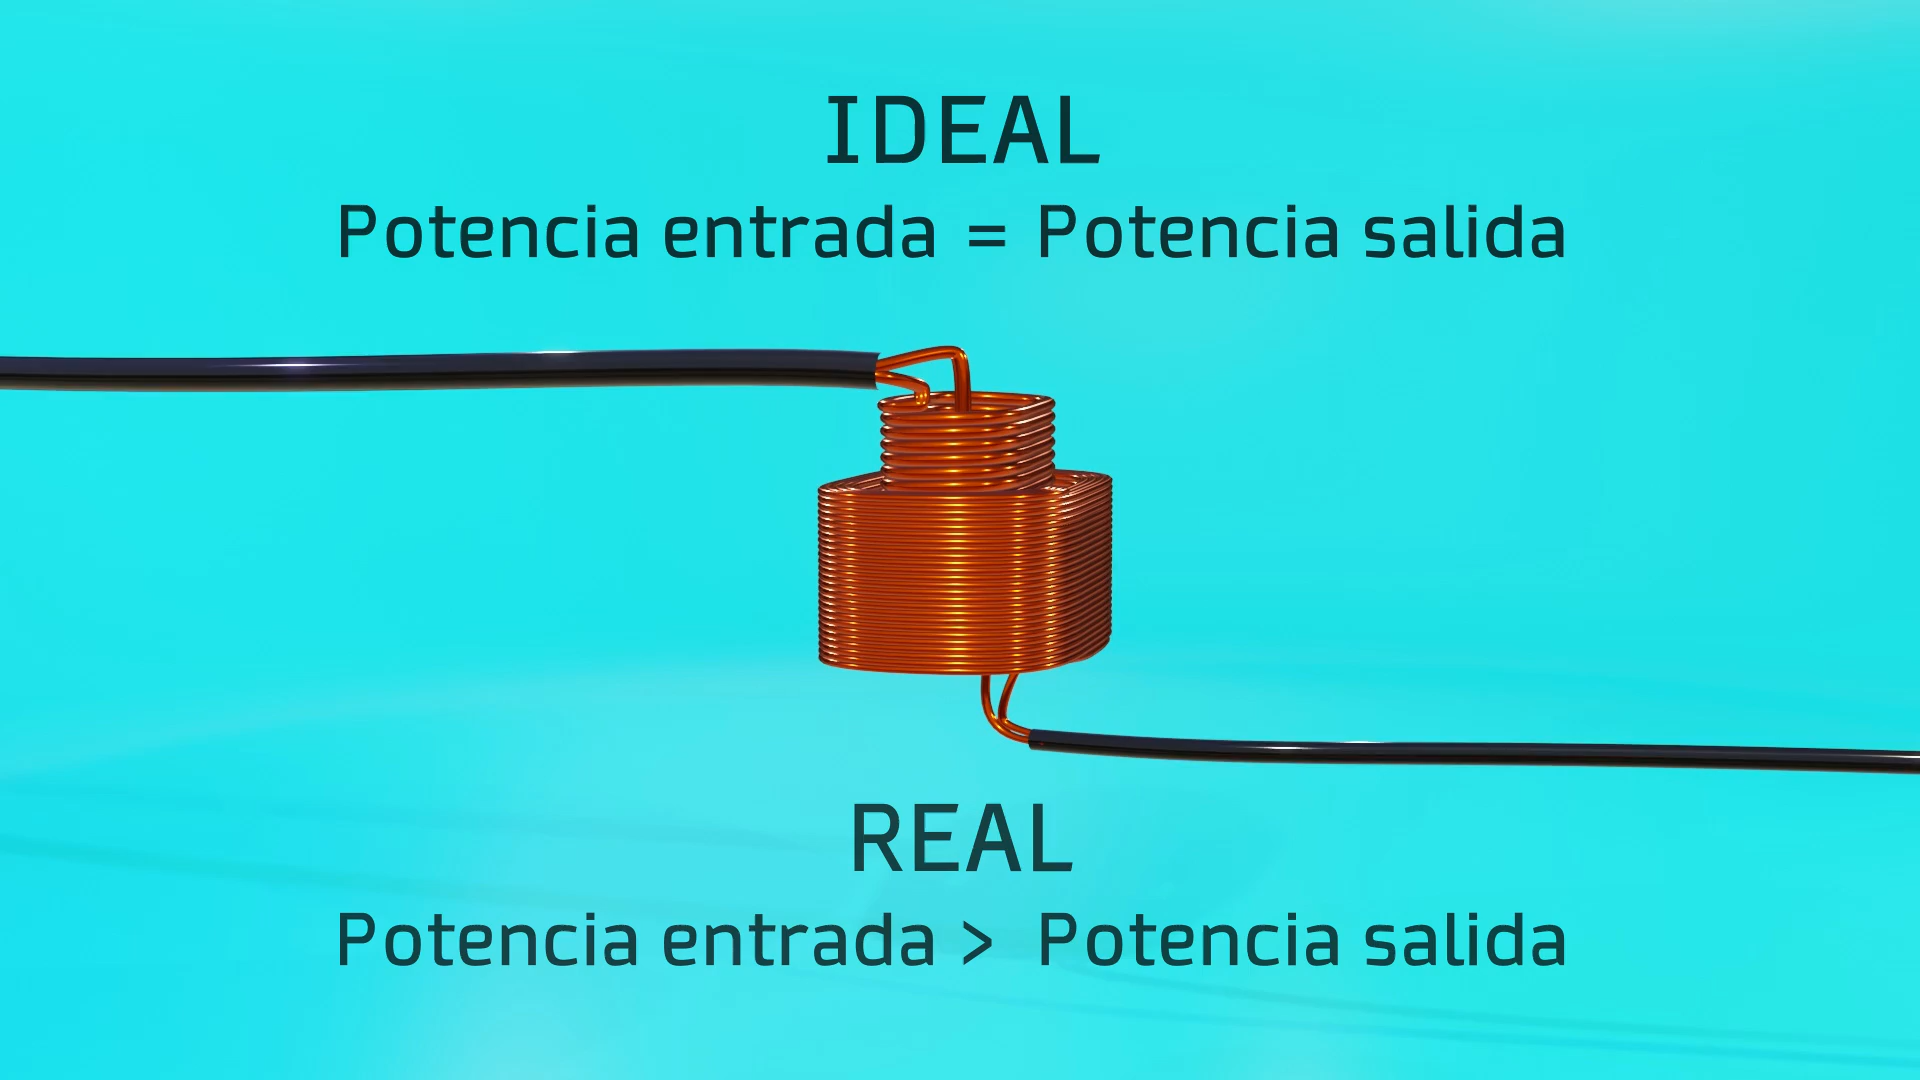 IDEAL
Potencia entrada = Potencia salida
REAL
Potencia entrada > Potencia salida